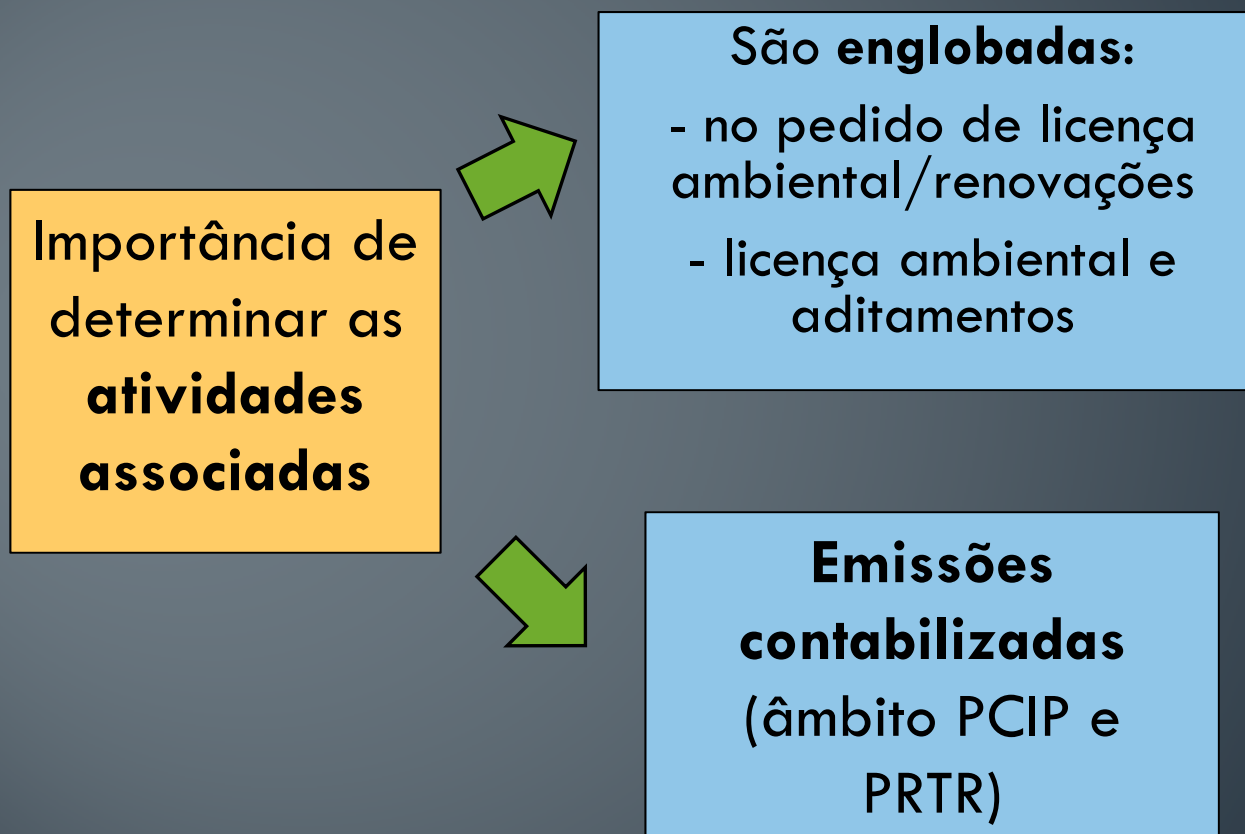 Importância de
determinar as
atividades
associadas
São englobadas:
- no pedido de licença
ambiental/renovações
- licença ambiental e
aditamentos
Emissões
contabilizadas
(âmbito PCIP e
PRTR)